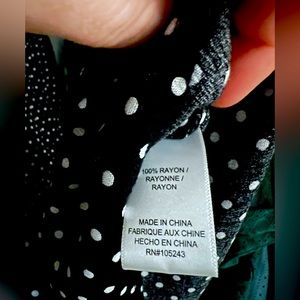 100% RAYON /
RAYONNE /
RAYON
MADE IN CHINA
FABRIQUE AUX CHINE
HECHO EN CHINA
RN#105243